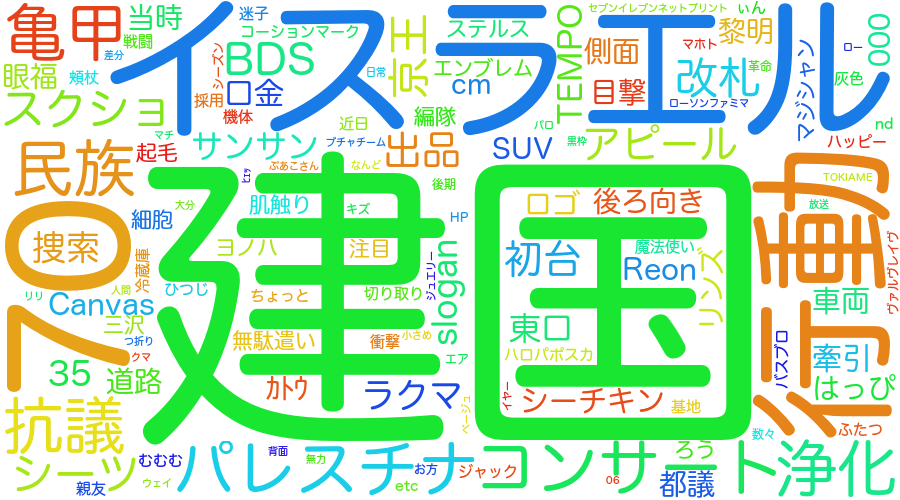 亀甲
イスラエル
当時
迷子
戦闘
差分
コーションマーク
BDS
シーズン
眼福
頬杖
採用
口金
日常
スクショ
機体
京王
ステルス
エンブレム
cm
セブンイレブンネットプリント
いん
TEMPO
側面
マホト
黎明
目撃
改札
革命
ローソンファミマ
マジシャン
ロー
灰色
000
nd
近日
編隊
パロ
黒枠
ハッピー
マチ
起毛
サンサン
プチャチーム
出品
SUV
アピール
民族
ぷあこさん
なんど
後期
TOKIAME
建国
行動
70
大分
細胞
肌触り
キズ
HP
ロゴ
後ろ向き
放送
捜索
冷蔵庫
ヨノハ
注目
ジュエリー
slogan
初台
魔法使い
Reon
リンス
ヴァルヴレイヴ
リリ
人間
ひつじ
Canvas
ちょっと
切り取り
東口
車両
三沢
つ折り
無駄遣い
衝撃
小さめ
ハロパポスカ
クマ
エア
バスブロ
牽引
35
道路
カトウ
ラクマ
ベージュ
イヤー
シーチキン
基地
はっぴ
抗議
数々
ふたつ
シーツ
むむむ
親友
ウェイ
パレスチナ
背面
無力
お方
etc
ジャック
コンサート
06
ろう
都議
浄化